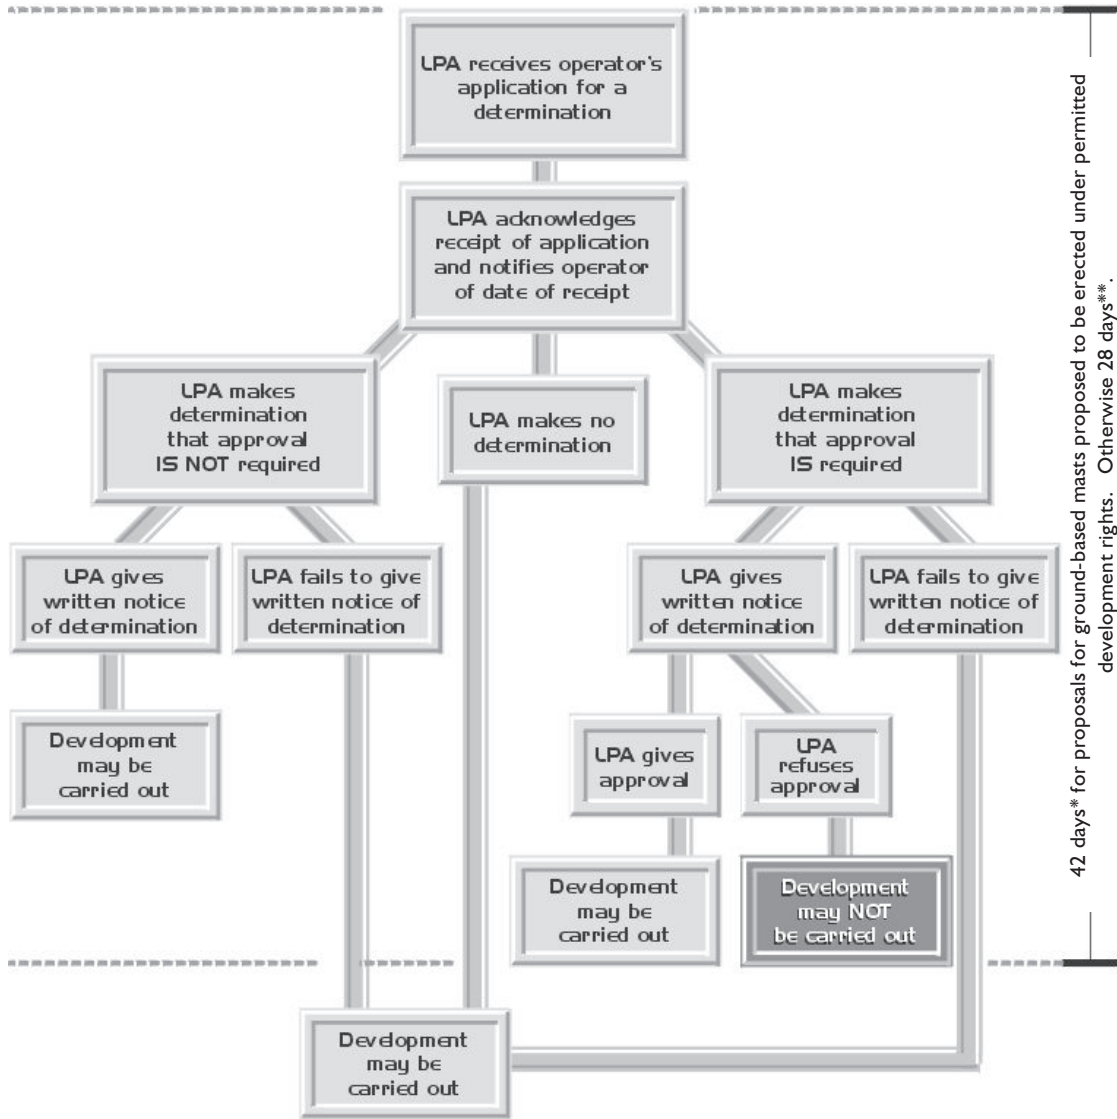 LPA receives operator's
application for a
determination
LPA acknowledges
receipt of application
and notifies operator
of date of receipt
LPA makes
determination
that approval
IS NOT required
LPA makes no
determination
LPA makes
determination
that approval
IS required
LPA gives
written notice
of determination
LPA fails to give
written notice of
determination
LPA gives
written notice
of determination
LPA fails to give
written notice of
determination
Development
may be
carried out
LPA gives
approval
LPA
refuses
approval
Development
may be
carried out
Development
may NOT
be carried out
Development
may be
carried out
42 days* for proposals for ground-based masts proposed to be erected under permitted
development rights. Otherwise 28 days**.